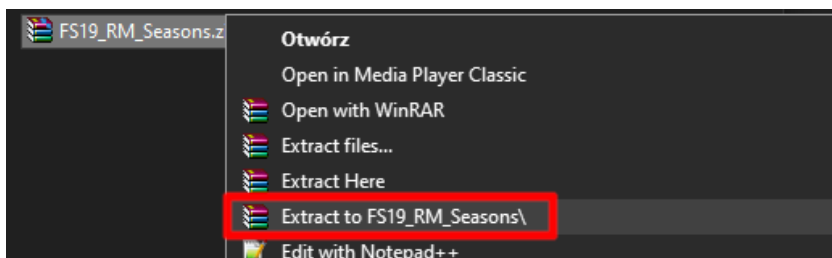 FS19_RM_Seasons.z
Otwórz
Open in Media Player Classic
Open with WinRAR
Extract files...
Extract Here
Extract to FS19_RM_Seasons\
Edit with Notepad++